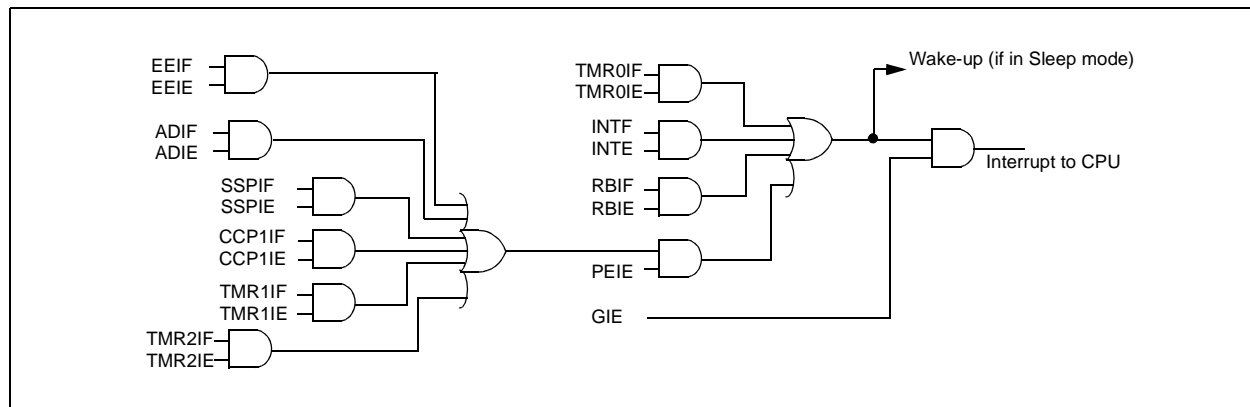 EEIF
EEIE
ADIF
ADIE
SSPIF
SSPIE
CCP1IF
CCP1IE
TMR1IF
TMR1IE
TMR2IF
TMR2IE
TMR0IF
TMR0IE
INTF
INTE
RBIF
RBIE
PEIE
GIE
Wake-up (if in Sleep mode)
Interrupt to CPU